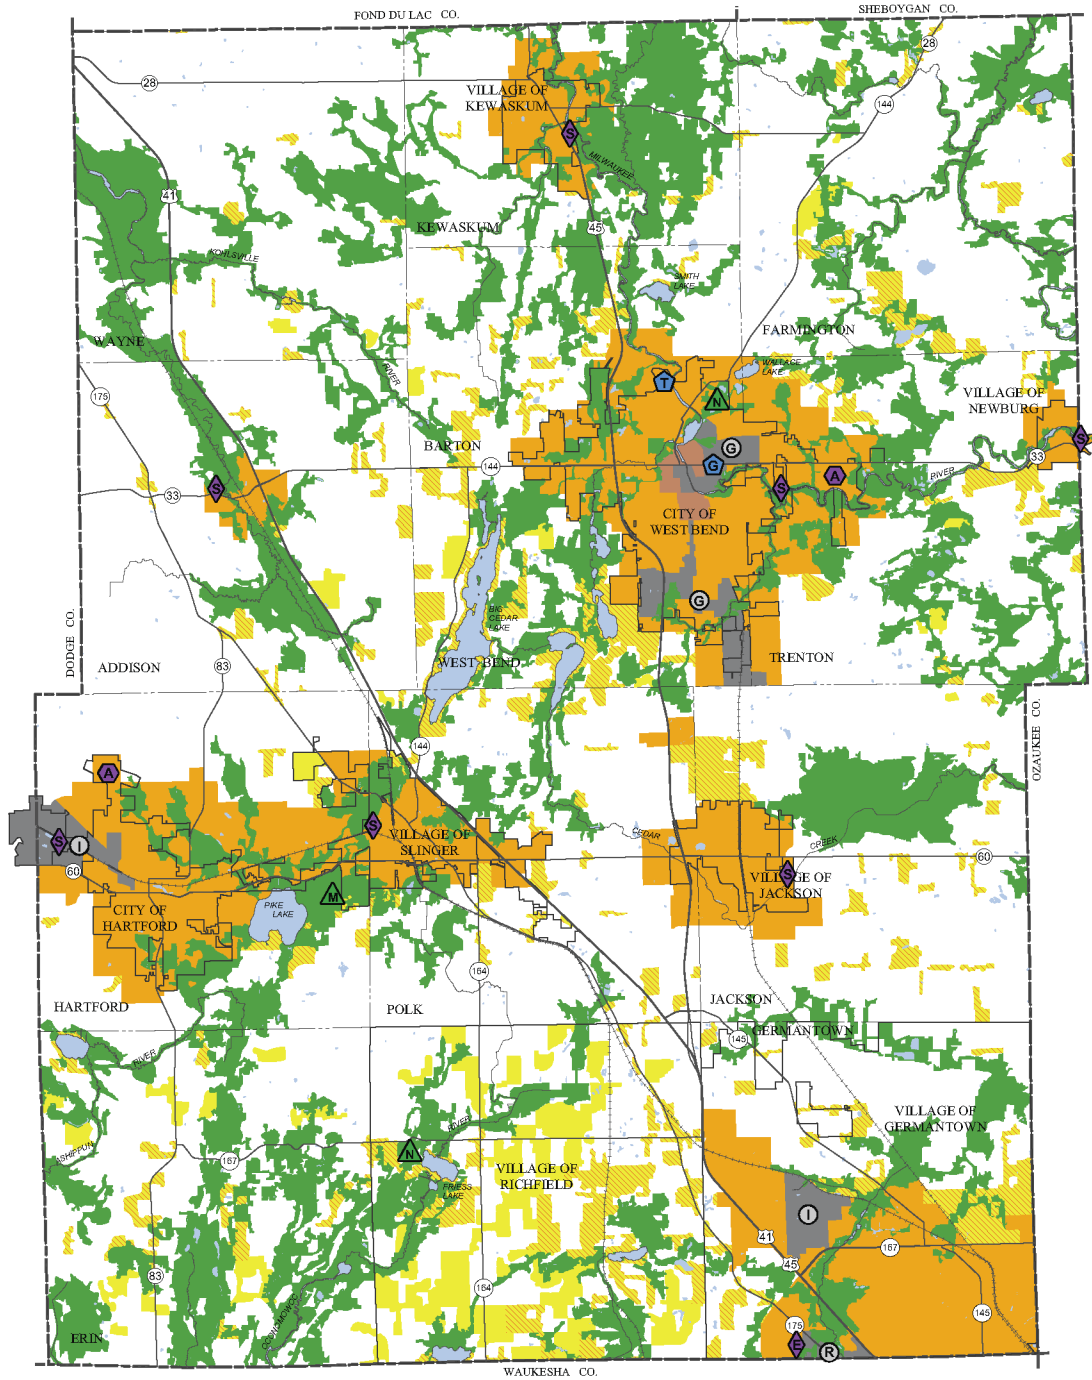 FOND DU LAC CO.
SHEBOYGAN CO.
28
28
VILLAGE OF
KEWASKUM
144
S
MILWAUKEE
41
KEWASKUM
45
KOHLSVILLE
SMITH
LAKE
WAYNE
FARMINGTON
WALLACE
LAKE
RIVER
T
175
N
VILLAGE OF
NEWBURG
BARTON
G
S
144
G
33
RIVER
A
S
33
S
CITY OF
WEST BEND
G
BIG
CEDAR
LAKE
DODGE CO.
ADDISON
83
WEST BEND
TRENTON
OZAUKEE CO.
144
A
S
VILLAGE OF
SLINGER
CEDAR
CREEK
S
I
60
60
S
VILLAGE OF
JACKSON
M
CITY OF
HARTFORD
PIKE
LAKE
164
HARTFORD
POLK
JACKSON
GERMANTOWN
145
RIVER
VILLAGE OF
GERMANTOWN
RIVER
ASHIPPUN
167
N
VILLAGE OF
RICHFIELD
FRIESS
LAKE
I
41
167
45
83
164
OCONOMOWOC
145
175
ERIN
E
R
WAUKESHA CO.